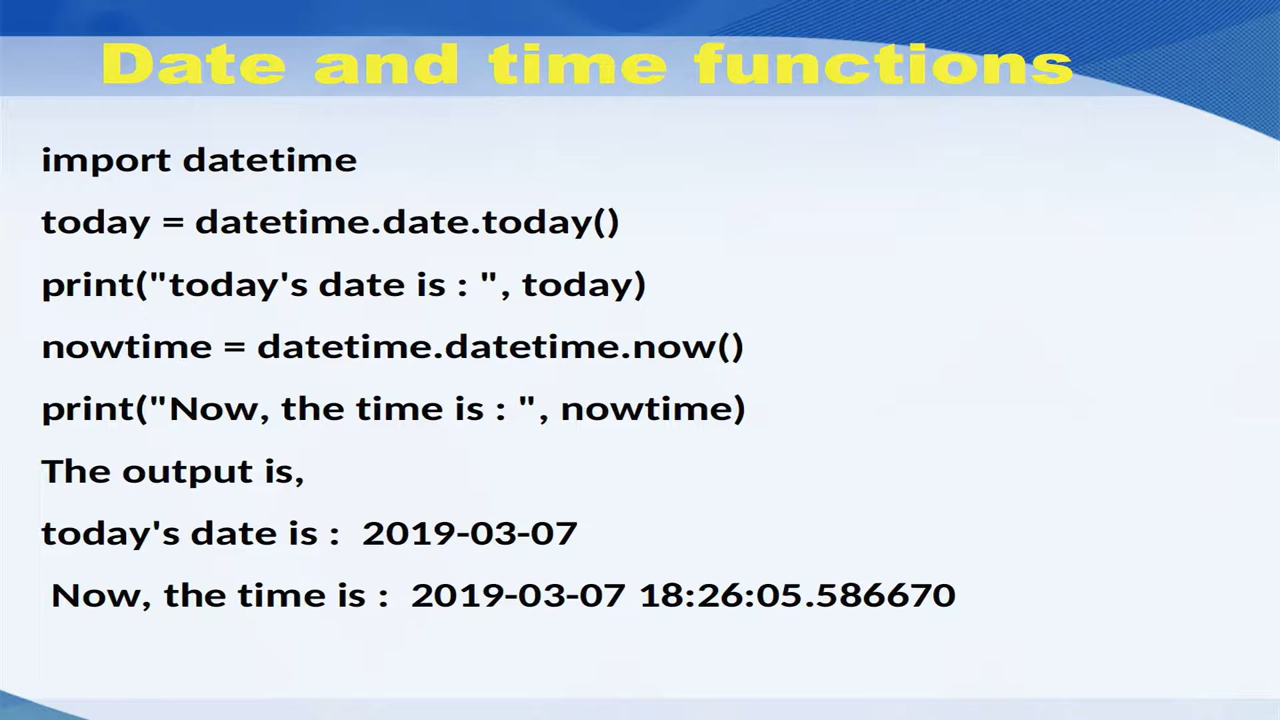 Date and time functions
import datetime
today = datetime.date.today()
print("today's date is : ", today)
nowtime = datetime.datetime.now()
print("Now, the time is : ", nowtime)
The output is,
today's date is :  2019-03-07
Now, the time is :  2019-03-07 18:26:05.586670